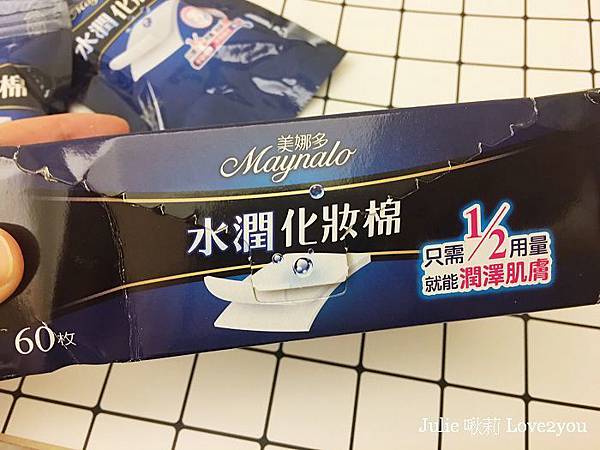 水潤化妝
棉
美娜多
Maynalo
水潤化妝棉
只需1/2用量
就能潤澤肌膚
60枚
Julie 啾莉 Love2you